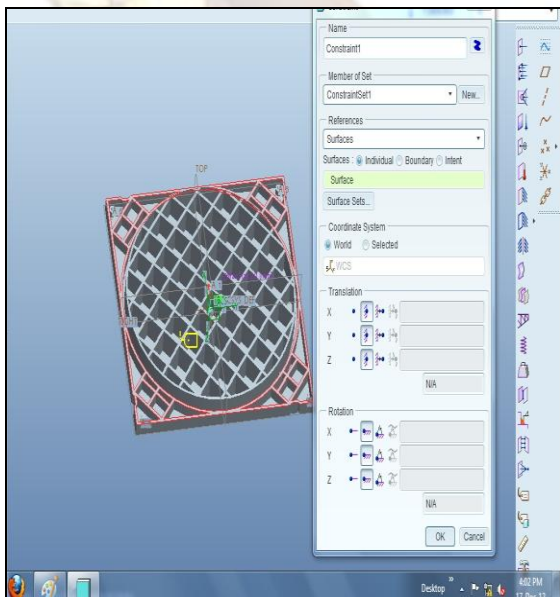 Name
Constraint1
Member of Set
ConstraintSet1
New...
References
Surfaces
Surfaces : Individual Boundary Intent
Surface
Surface Sets...
Coordinate System
World Selected
WCS
Translation
X
Y
Z
N/A
Rotation
X
Y
Z
N/A
OK Cancel
TOP
Desktop
4:02 PM